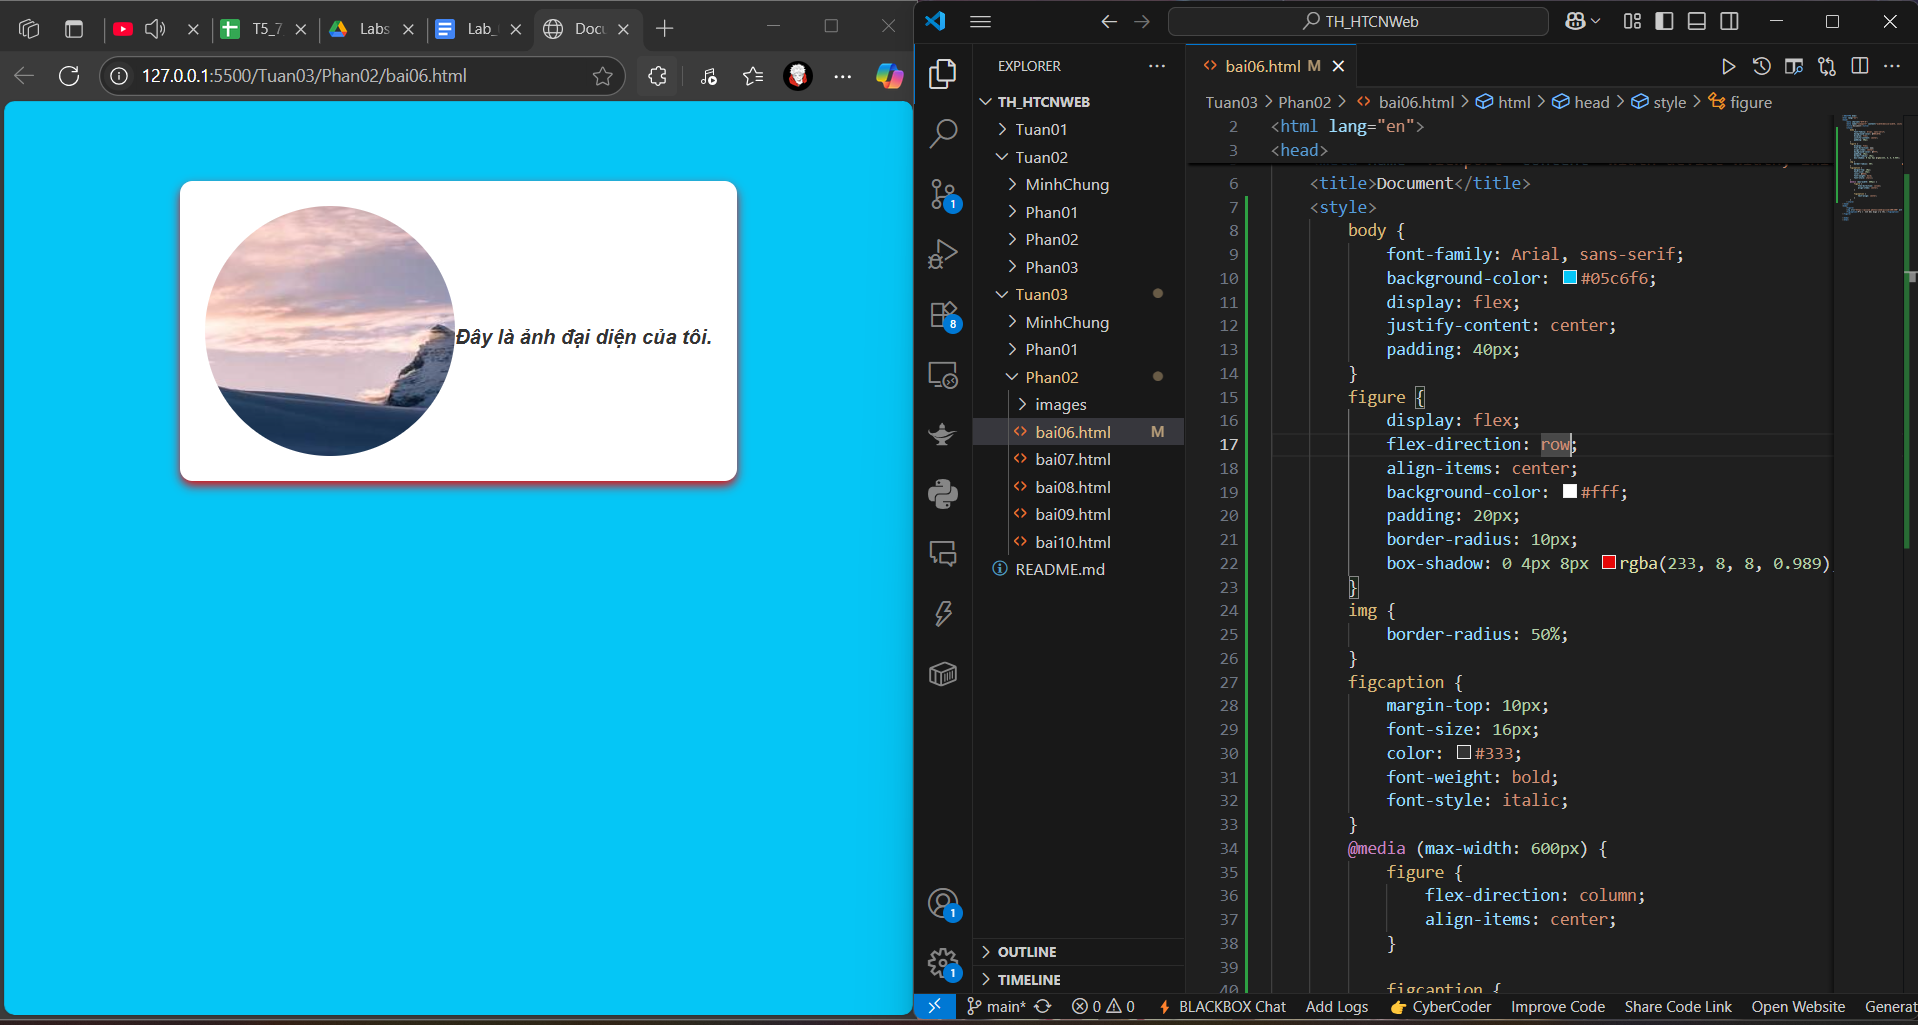 T5_7
Labs
Lab_
Docu
127.0.0.1:5500/Tuan03/Phan02/bai06.html
Đây là ảnh đại diện của tôi.
TH_HTCNWeb
EXPLORER
TH_HTCNWEB
Tuan01
Tuan02
MinhChung
Phan01
Phan02
Phan03
Tuan03
MinhChung
Phan01
Phan02
images
bai06.html M
bai07.html
bai08.html
bai09.html
bai10.html
README.md
OUTLINE
TIMELINE
1
8
1
1
bai06.html M
Tuan03 > Phan02 > bai06.html > html > head > style > figure
2 <html lang="en">
3 <head>
6 <title>Document</title>
7 <style>
8 body {
9 font-family: Arial, sans-serif;
10 background-color: #05c6f6;
11 display: flex;
12 justify-content: center;
13 padding: 40px;
14 }
15 figure {
16 display: flex;
17 flex-direction: row;
18 align-items: center;
19 background-color: #fff;
20 padding: 20px;
21 border-radius: 10px;
22 box-shadow: 0 4px 8px rgba(233, 8, 8, 0.989)
23 }
24 img {
25 border-radius: 50%;
26 }
27 figcaption {
28 margin-top: 10px;
29 font-size: 16px;
30 color: #333;
31 font-weight: bold;
32 font-style: italic;
33 }
34 @media (max-width: 600px) {
35 figure {
36 flex-direction: column;
37 align-items: center;
38 }
39
40 figcaption {
main* 0 0 BLACKBOX Chat Add Logs CyberCoder Improve Code Share Code Link Open Website Generat